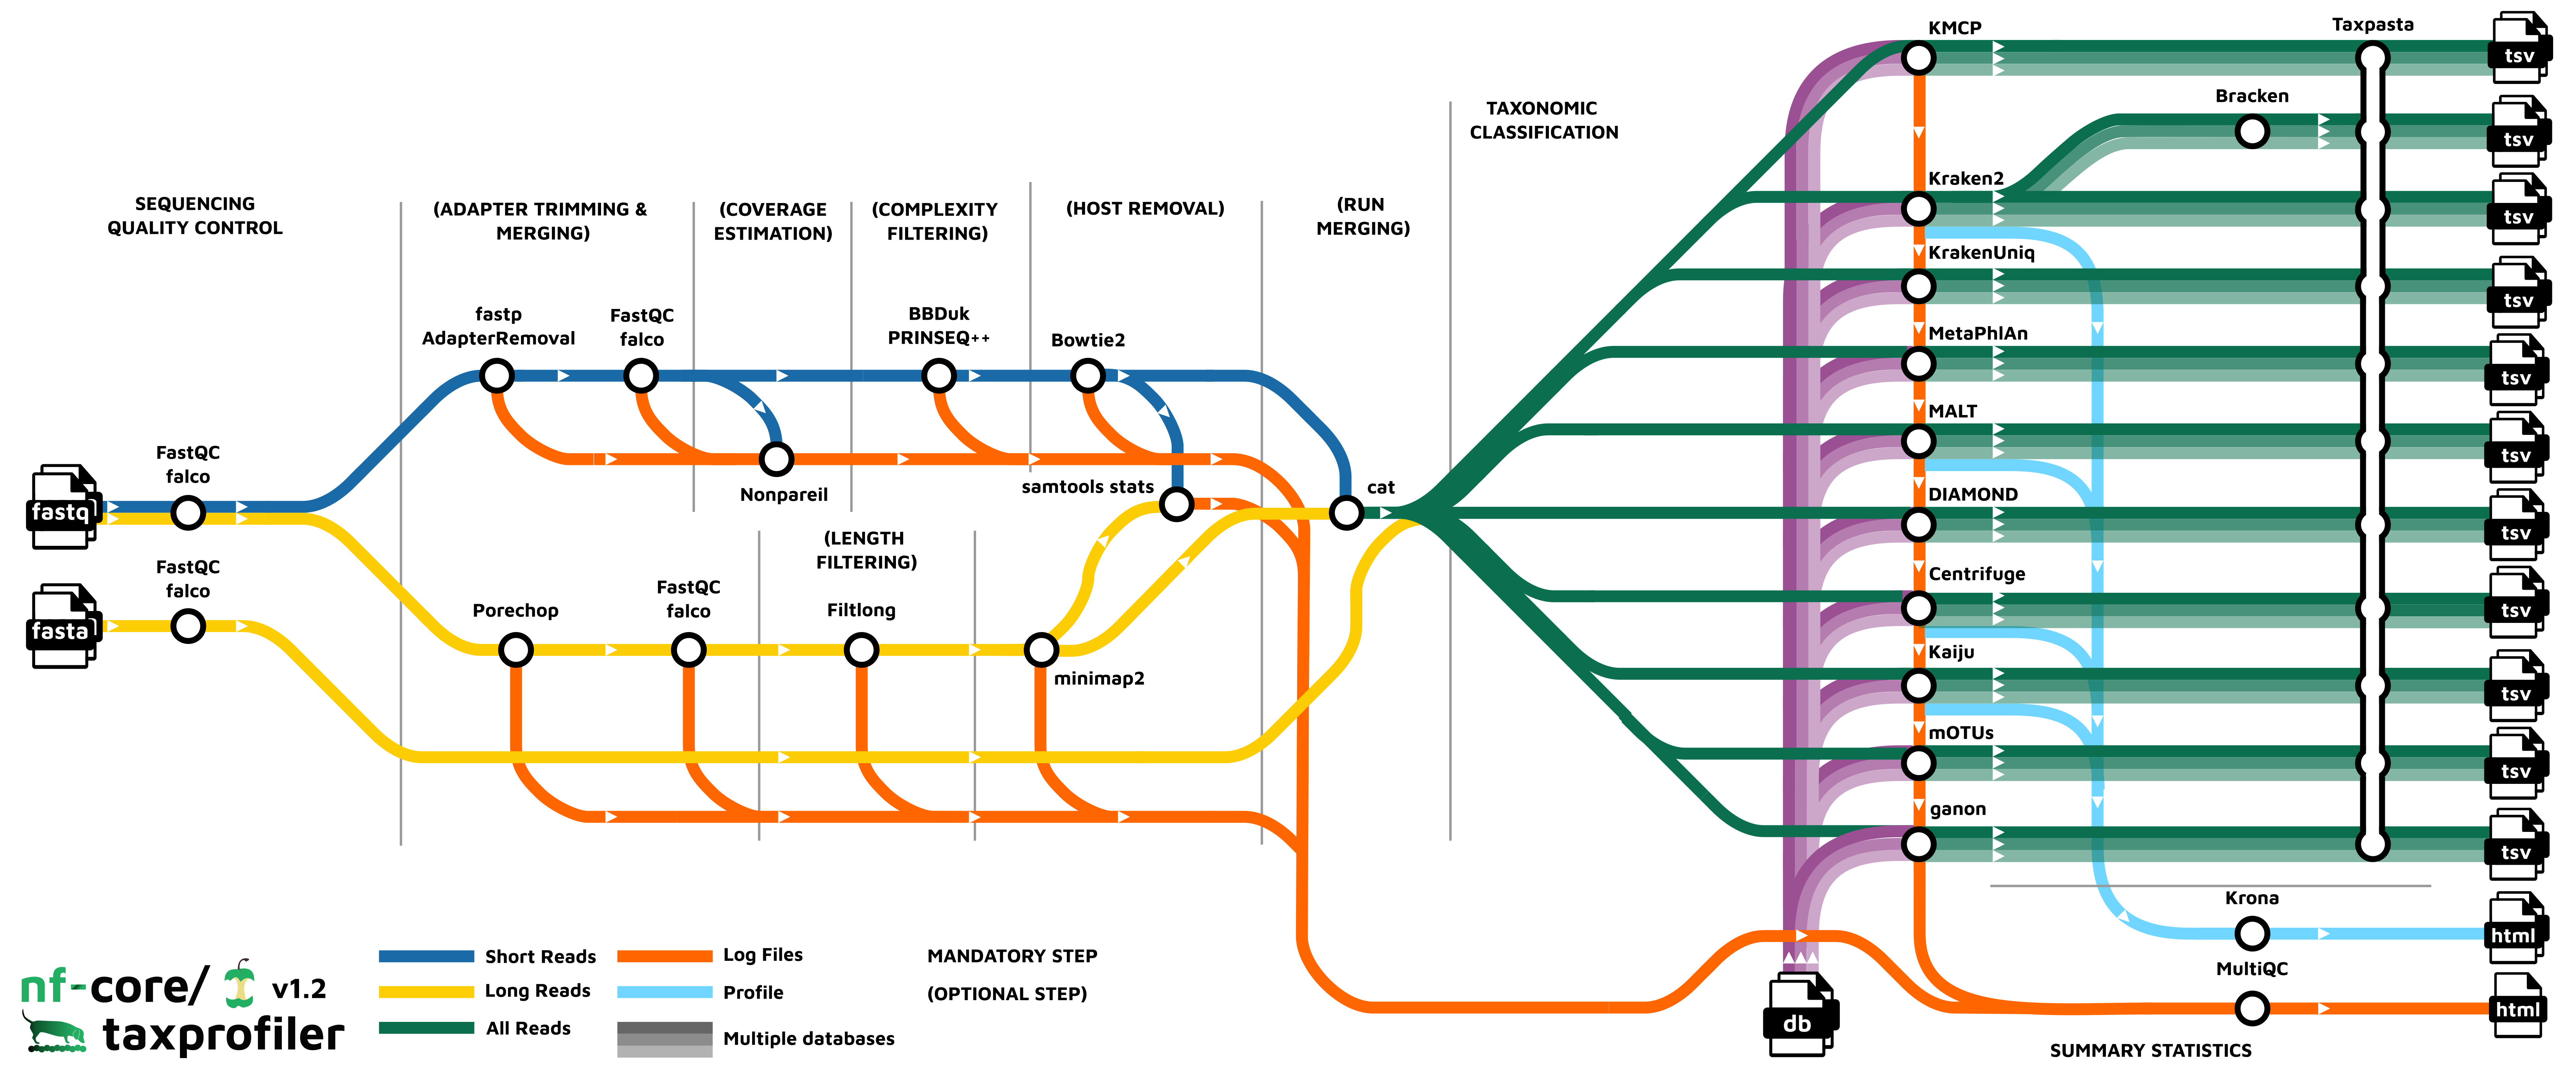 SEQUENCING
QUALITY CONTROL
(ADAPTER TRIMMING &
MERGING)
(COVERAGE
ESTIMATION)
(COMPLEXITY
FILTERING)
(HOST REMOVAL)
(RUN
MERGING)
TAXONOMIC
CLASSIFICATION
fastq
FastQC
falco
fasta
FastQC
falco
fastp
AdapterRemoval
FastQC
falco
Nonpareil
BBDuk
PRINSEQ++
Bowtie2
samtools stats
cat
(LENGTH
FILTERING)
Porechop
FastQC
falco
Filtlong
minimap2
KMCP
Taxpasta
tsv
Bracken
tsv
Kraken2
tsv
KrakenUniq
tsv
MetaPhlAn
tsv
MALT
tsv
DIAMOND
tsv
Centrifuge
tsv
Kaiju
tsv
mOTUs
tsv
ganon
tsv
Krona
html
MultiQC
html
db
SUMMARY STATISTICS
nf-core/ v1.2
taxprofiler
Short Reads
Long Reads
All Reads
Log Files
Profile
Multiple databases
MANDATORY STEP
(OPTIONAL STEP)